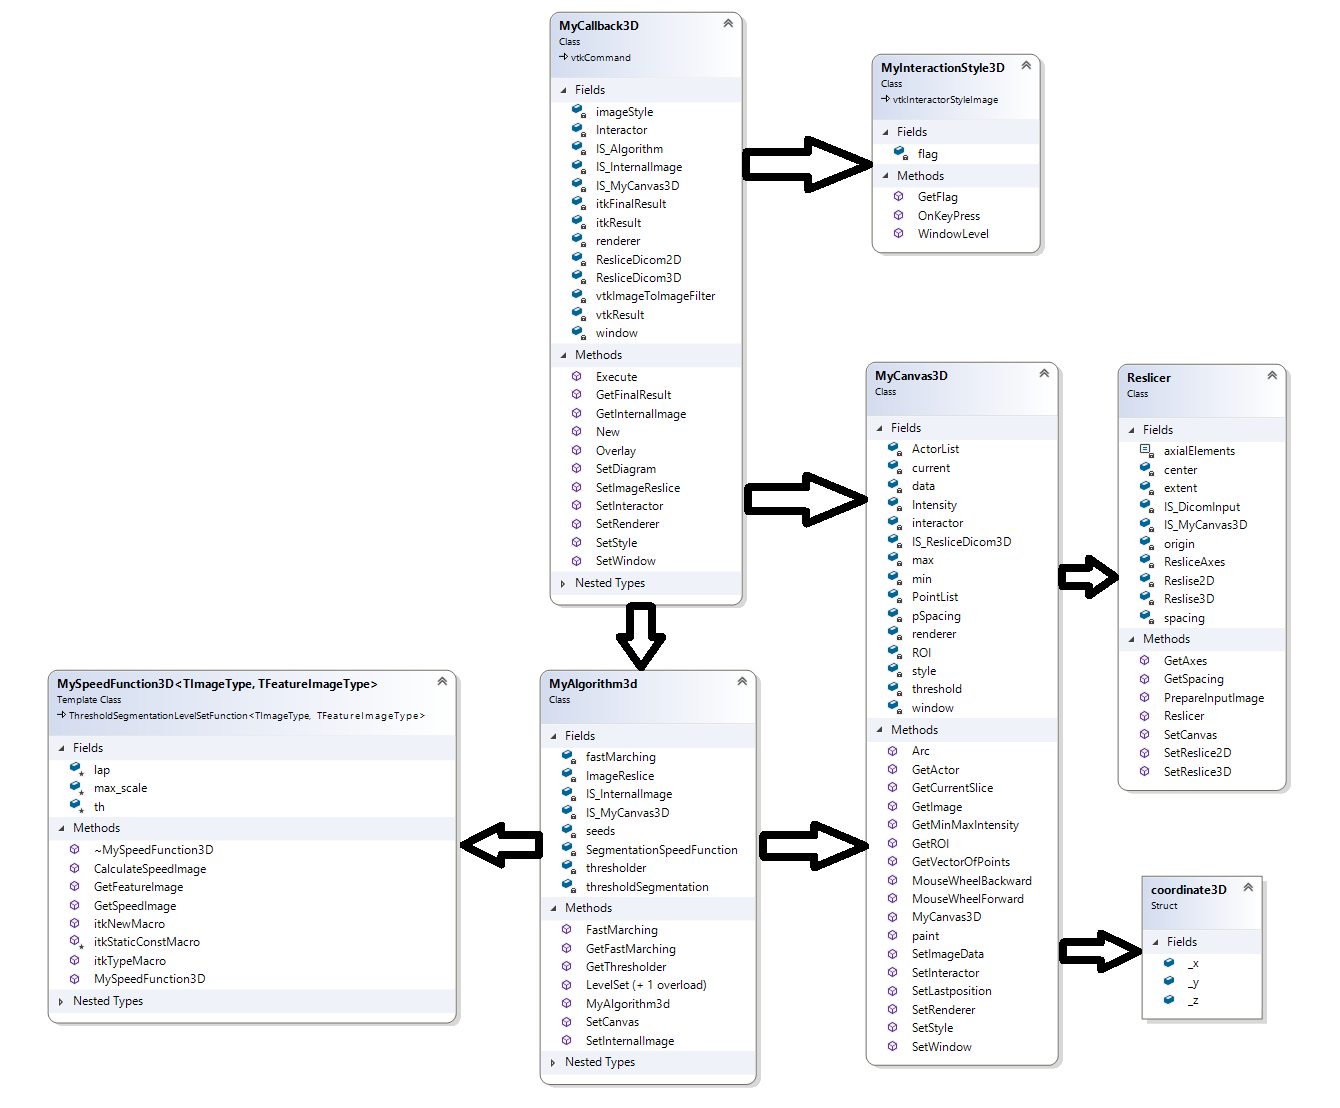 MyCallback3D
Class
vtkCommand
Fields
imageStyle
Interactor
IS_Algorithm
IS_InternalImage
IS_MyCanvas3D
itkFinalResult
itkResult
renderer
ResliceDicom2D
ResliceDicom3D
vtkImageToImageFilter
vtkResult
window
Methods
Execute
GetFinalResult
GetInternalImage
New
Overlay
SetDiagram
SetImageReslice
SetInteractor
SetRenderer
SetStyle
SetWindow
Nested Types
MyInteractionStyle3D
Class
vtkInteractorStyleImage
Fields
flag
Methods
GetFlag
OnKeyPress
WindowLevel
MyCanvas3D
Class
Fields
ActorList
current
data
Intensity
interactor
IS_ResliceDicom3D
max
min
PointList
pSpacing
renderer
ROI
style
threshold
window
Methods
Arc
GetActor
GetCurrentSlice
GetImage
GetMinMaxIntensity
GetROI
GetVectorOfPoints
MouseWheelBackward
MouseWheelForward
MyCanvas3D
paint
SetImageData
SetInteractor
SetLastposition
SetRenderer
SetStyle
SetWindow
Reslicer
Class
Fields
axialElements
center
extent
IS_DicomInput
IS_MyCanvas3D
origin
ResliceAxes
Reslise2D
Reslise3D
spacing
Methods
GetAxes
GetSpacing
PrepareInputImage
Reslicer
SetCanvas
SetReslice2D
SetReslice3D
MySpeedFunction3D<TImageType, TFeatureImageType>
Template Class
ThresholdSegmentationLevelSetFunction<TImageType, TFeatureImageType>
Fields
lap
max_scale
th
Methods
~MySpeedFunction3D
CalculateSpeedImage
GetFeatureImage
GetSpeedImage
itkNewMacro
itkStaticConstMacro
itkTypeMacro
MySpeedFunction3D
Nested Types
MyAlgorithm3d
Class
Fields
fastMarching
ImageReslice
IS_InternalImage
IS_MyCanvas3D
seeds
SegmentationSpeedFunction
thresholder
thresholdSegmentation
Methods
FastMarching
GetFastMarching
GetThresholder
LevelSet (+ 1 overload)
MyAlgorithm3d
SetCanvas
SetInternalImage
Nested Types
coordinate3D
Struct
Fields
_x
_y
_z